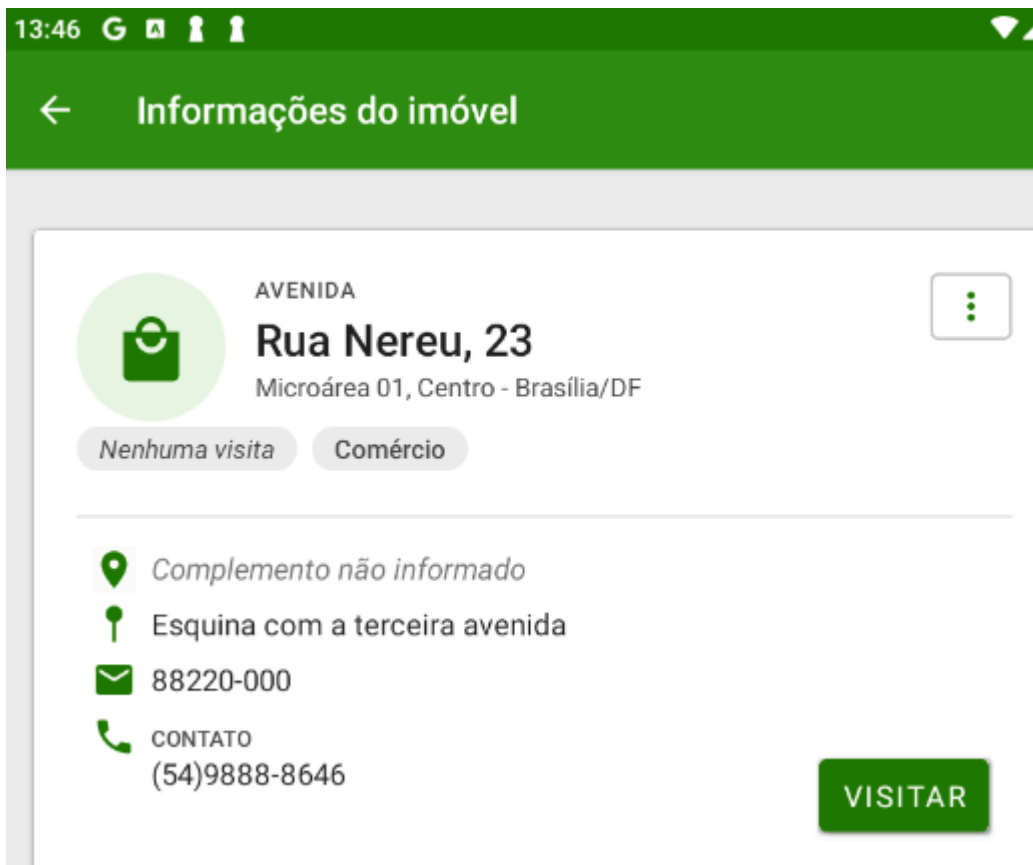 13:46 G A
Informações do imóvel
AVENIDA
Rua Nereu, 23
Microárea 01, Centro - Brasília/DF
Nenhuma visita Comércio
Complemento não informado
Esquina com a terceira avenida
88220-000
CONTATO
(54)9888-8646
VISITAR